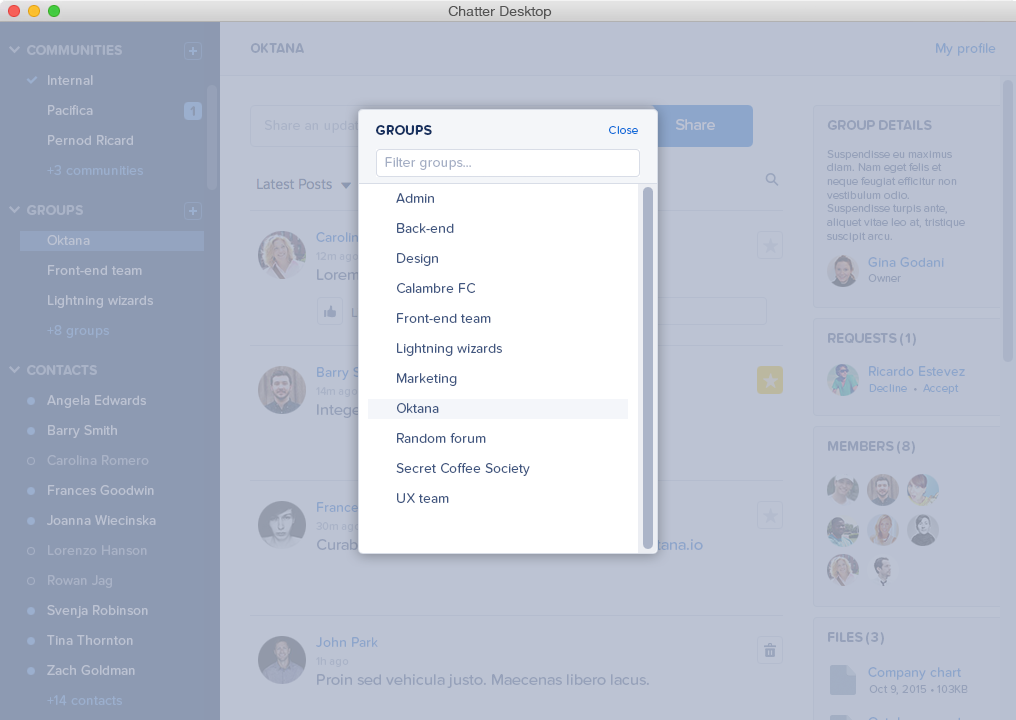 Chatter Desktop
COMMUNITIES
Internal
Pacifica 1
Pernod Ricard
+3 communities
GROUPS
Oktana
Front-end team
Lightning wizards
+8 groups
CONTACTS
Angela Edwards
Barry Smith
Carolina Romero
Frances Goodwin
Joanna Wiecinska
Lorenzo Hanson
Rowan Jag
Svenja Robinson
Tina Thornton
Zach Goldman
+14 contacts
OKTANA
My profile
Share an updat
Share
Latest Posts
Carolin
12m ago
Lorem
L
Barry S
14m ago
Intege
France
30m ago
Curab
tana.io
John Park
1h ago
Proin sed vehicula justo. Maecenas libero lacus.
GROUPS
Close
Filter groups...
Admin
Back-end
Design
Calambre FC
Front-end team
Lightning wizards
Marketing
Oktana
Random forum
Secret Coffee Society
UX team
GROUP DETAILS
Suspendisse eu maximus
diam. Nam eget felis et
neque feugiat efficitur non
vestibulum odio.
Suspendisse turpis ante,
aliquet vitae leo at, tristique
suscipit arcu.
Gina Godani
Owner
REQUESTS (1)
Ricardo Estevez
Decline • Accept
MEMBERS (8)
FILES (3)
Company chart
Oct 9, 2015 • 103KB